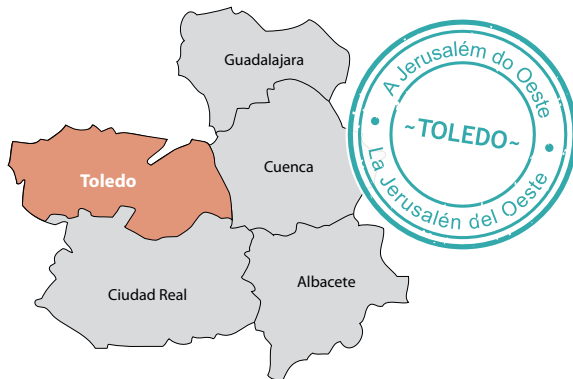 Guadalajara
A Jerusalém do Oeste
~TOLEDO~
La Jerusalén del Oeste
Cuenca
Toledo
Ciudad Real
Albacete